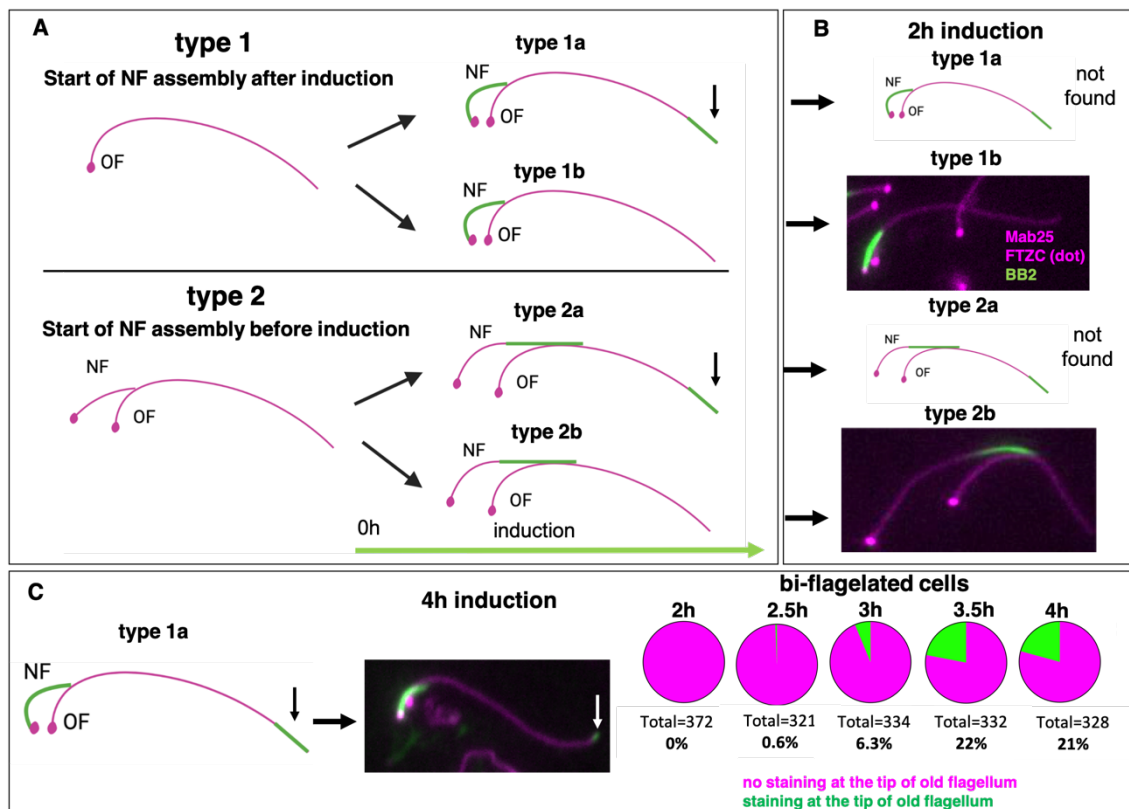 A
type 1
Start of NF assembly after induction
OF
type 1a
NF
OF
type 1b
NF
OF
type 2
Start of NF assembly before induction
NF
OF
type 2a
NF
OF
type 2b
NF
OF
0h
induction
B
2h induction
type 1a
NF
OF
not
found
type 1b
Mab25
FTZC (dot)
BB2
type 2a
NF
OF
not
found
type 2b
C
type 1a
NF
OF
4h induction
bi-flagelated cells
2h 2.5h 3h 3.5h 4h
Total=372 Total=321 Total=334 Total=332 Total=328
0% 0.6% 6.3% 22% 21%
no staining at the tip of old flagellum
staining at the tip of old flagellum